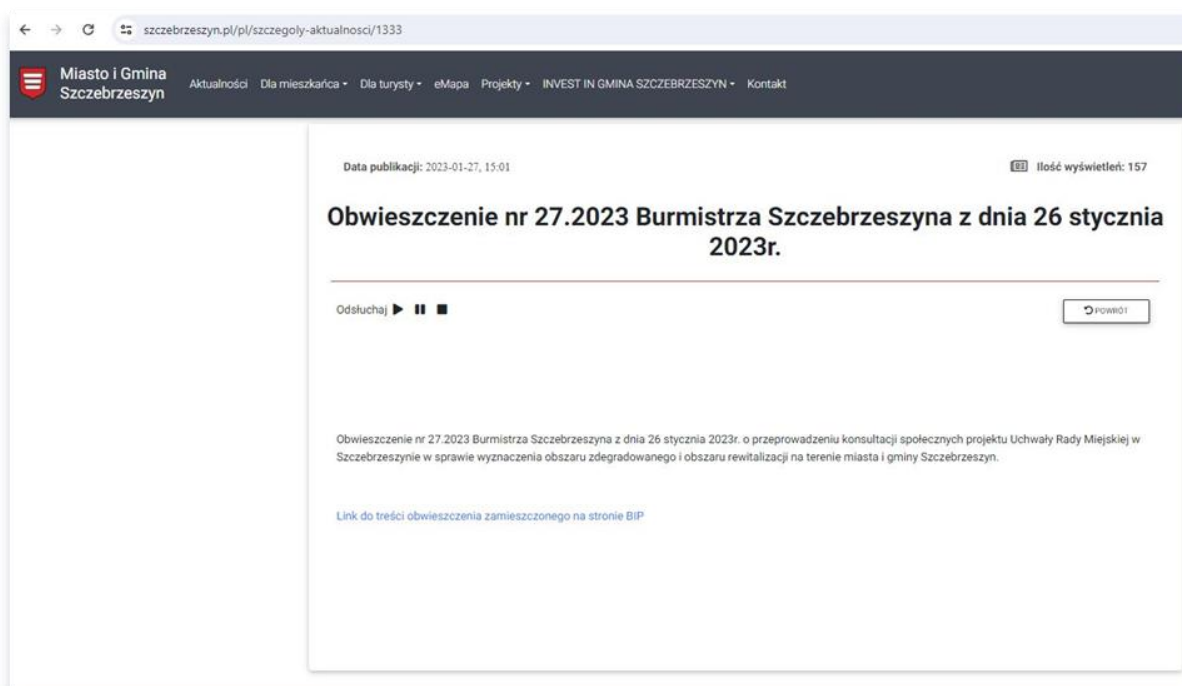 szczebrzeszyn.pl/pl/szczegoly-aktualnosci/1333
Miasto i Gmina
Szczebrzeszyn
Aktualności Dla mieszkańca Dla turysty eMapa Projekty INVEST IN GMINA SZCZEBRZESZYN Kontakt
Data publikacji: 2023-01-27, 15:01
Ilość wyświetleń: 157
Obwieszczenie nr 27.2023 Burmistrza Szczebrzeszyna z dnia 26 stycznia
2023r.
Odsłuchaj
POWRÓT
Obwieszczenie nr 27.2023 Burmistrza Szczebrzeszyna z dnia 26 stycznia 2023r. o przeprowadzeniu konsultacji społecznych projektu Uchwały Rady Miejskiej w
Szczebrzeszynie w sprawie wyznaczenia obszaru zdegradowanego i obszaru rewitalizacji na terenie miasta i gminy Szczebrzeszyn.
Link do treści obwieszczenia zamieszczonego na stronie BIP